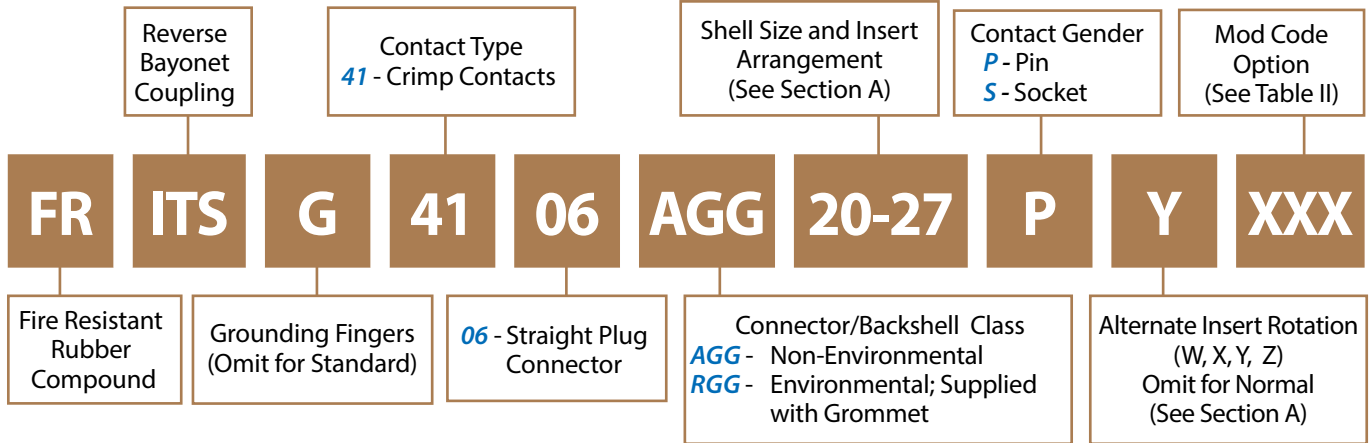 Reverse
Bayonet
Coupling
Contact Type
41 - Crimp Contacts
Shell Size and Insert
Arrangement
(See Section A)
Contact Gender
P - Pin
S - Socket
Mod Code
Option
(See Table II)
FR ITS G 41 06 AGG 20-27 P Y XXX
Fire Resistant
Rubber
Compound
Grounding Fingers
(Omit for Standard)
06 - Straight Plug
Connector
Connector/Backshell Class
AGG - Non-Environmental
RGG - Environmental; Supplied
with Grommet
Alternate Insert Rotation
(W, X, Y, Z)
Omit for Normal
(See Section A)